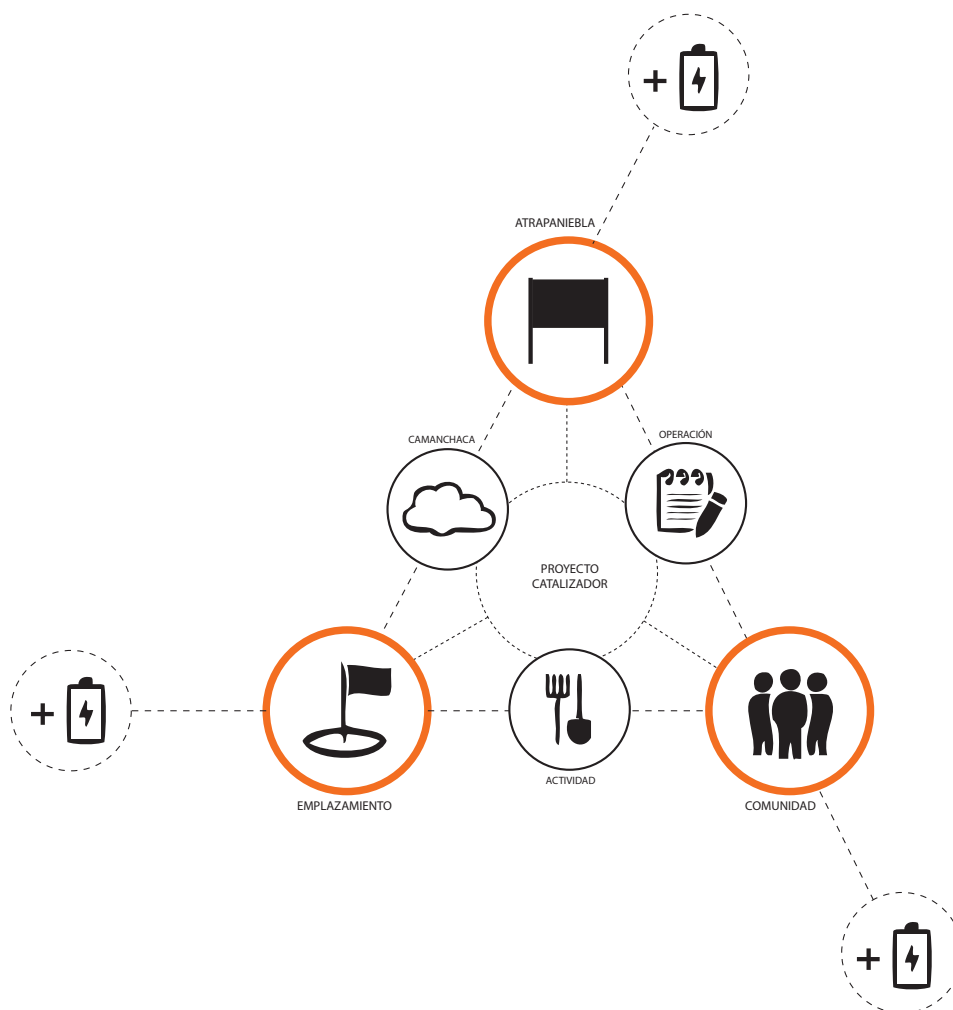 ATRAPANIEBLA
CAMANCHACA
OPERACIÓN
PROYECTO
CATALIZADOR
EMPLAZAMIENTO
ACTIVIDAD
COMUNIDAD